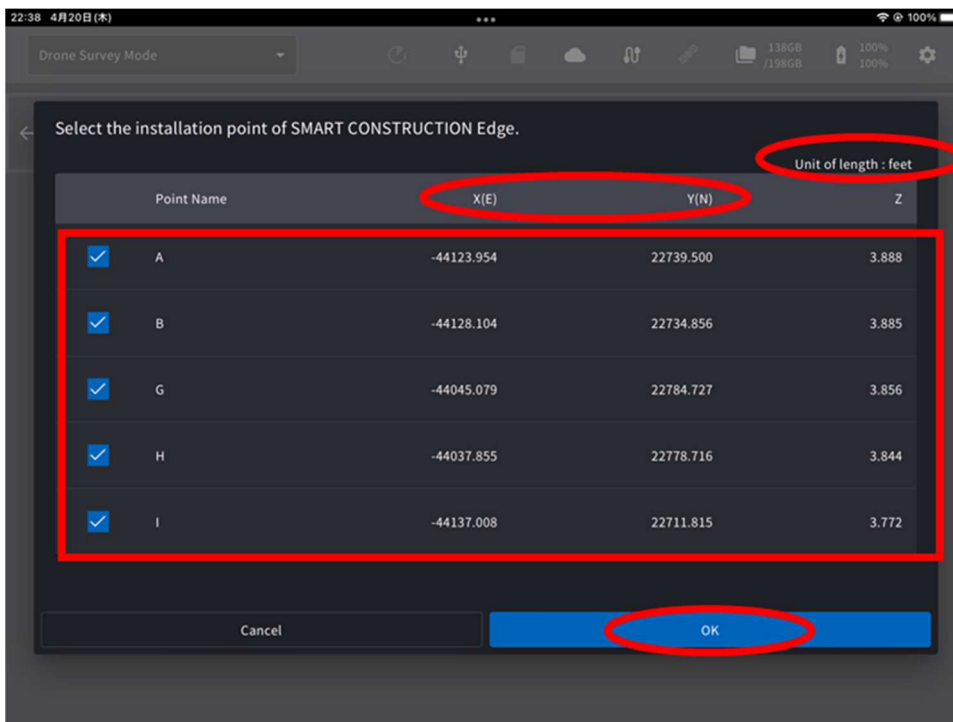 22:38 4月20日(木)
100%
Drone Survey Mode
138GB
/198GB
100%
100%
Select the installation point of SMART CONSTRUCTION Edge.
Unit of length : feet
Point Name X(E) Y(N) Z
A -44123.954 22739.500 3.888
B -44128.104 22734.856 3.885
G -44045.079 22784.727 3.856
H -44037.855 22778.716 3.844
I -44137.008 22711.815 3.772
Cancel OK